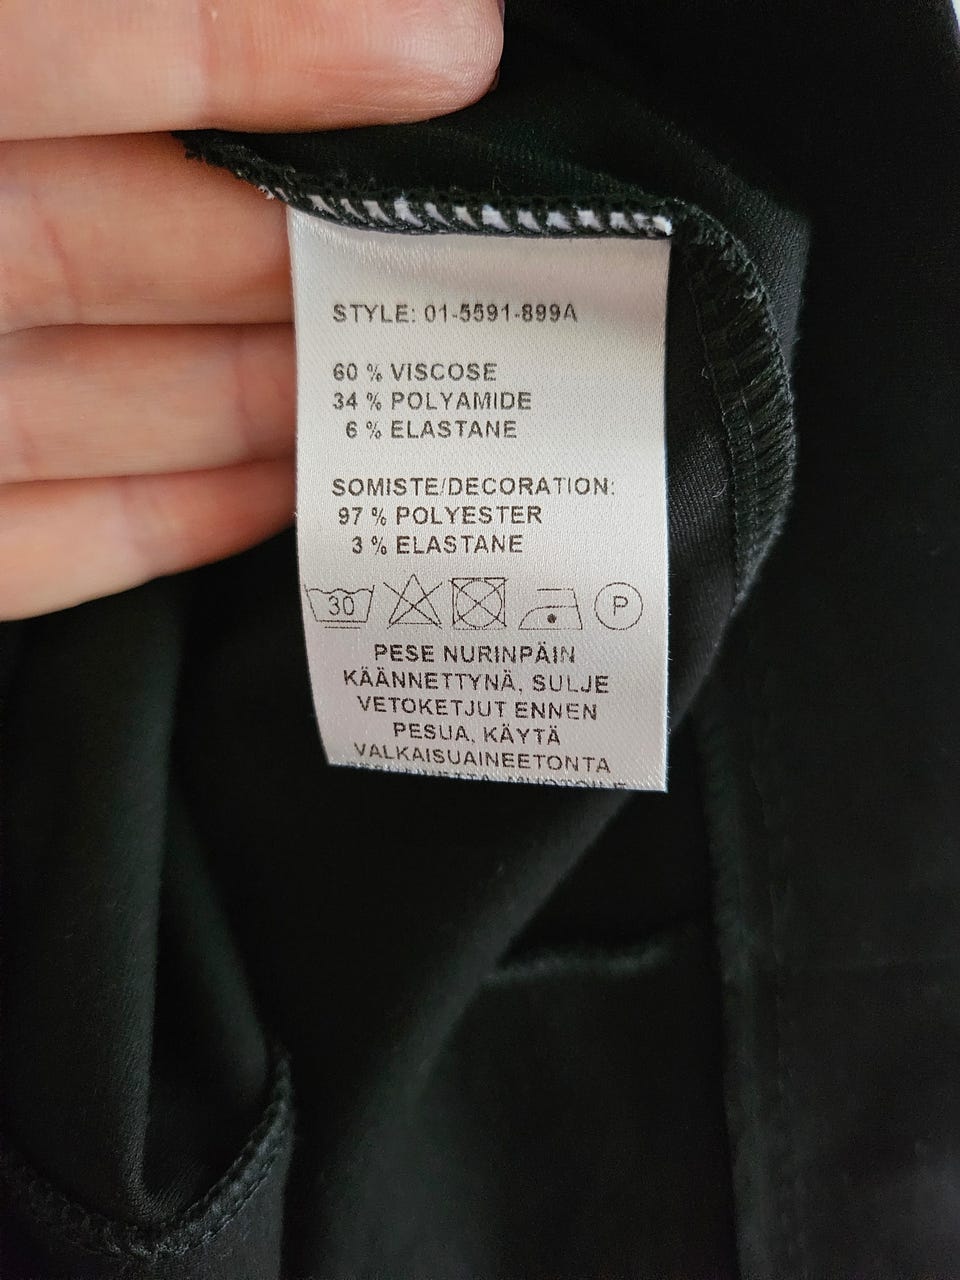 STYLE: 01-5591-899A
60 % VISCOSE
34 % POLYAMIDE
6 % ELASTANE
SOMISTE/DECORATION:
97 % POLYESTER
3 % ELASTANE
30 P
PESE NURINPÄIN
KÄÄNNETTYNÄ, SULJE
VETOKETJUT ENNEN
PESUA, KÄYTÄ
VALKAISUAINEETONTA